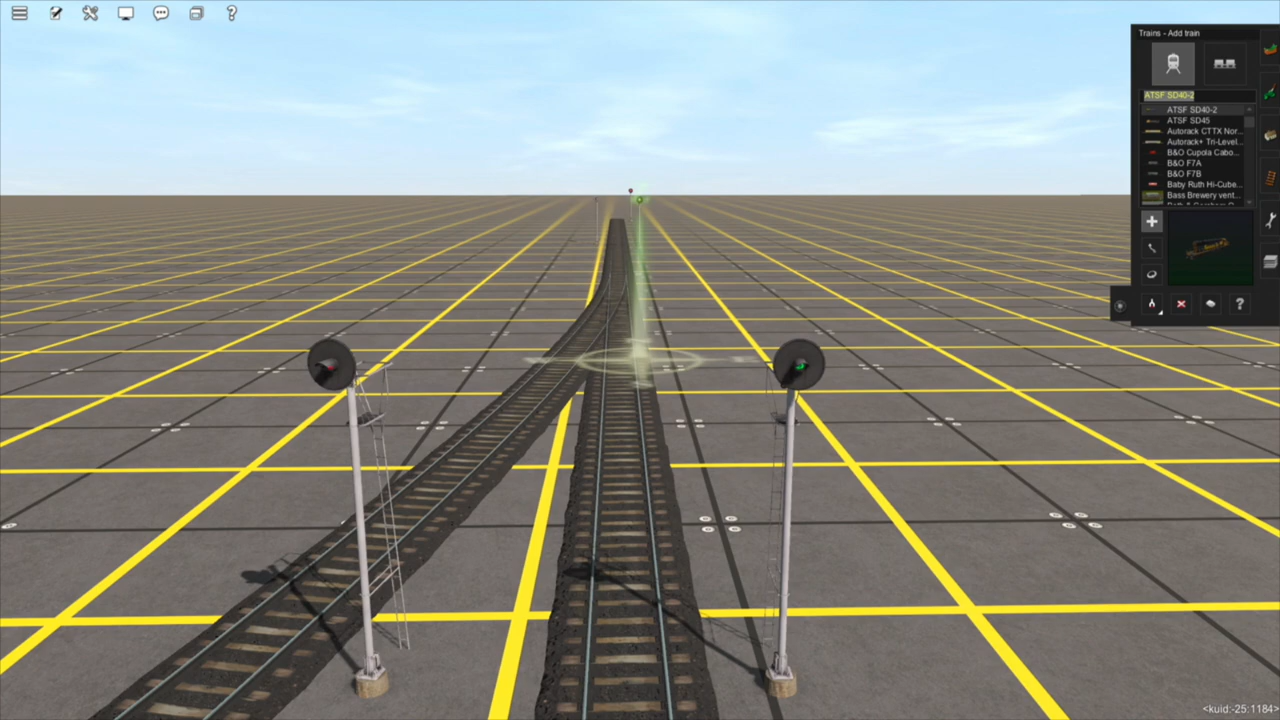 Trains - Add train
ATSF SD40-2
ATSF SD40-2
ATSF SD45
Autorack CTTX Nor...
Autorack+ Tri-Level...
B&O Cupola Cabo...
B&O F7A
B&O F7B
Baby Ruth Hi-Cube...
Bass Brewery vent...
<kuid:-25:1184>